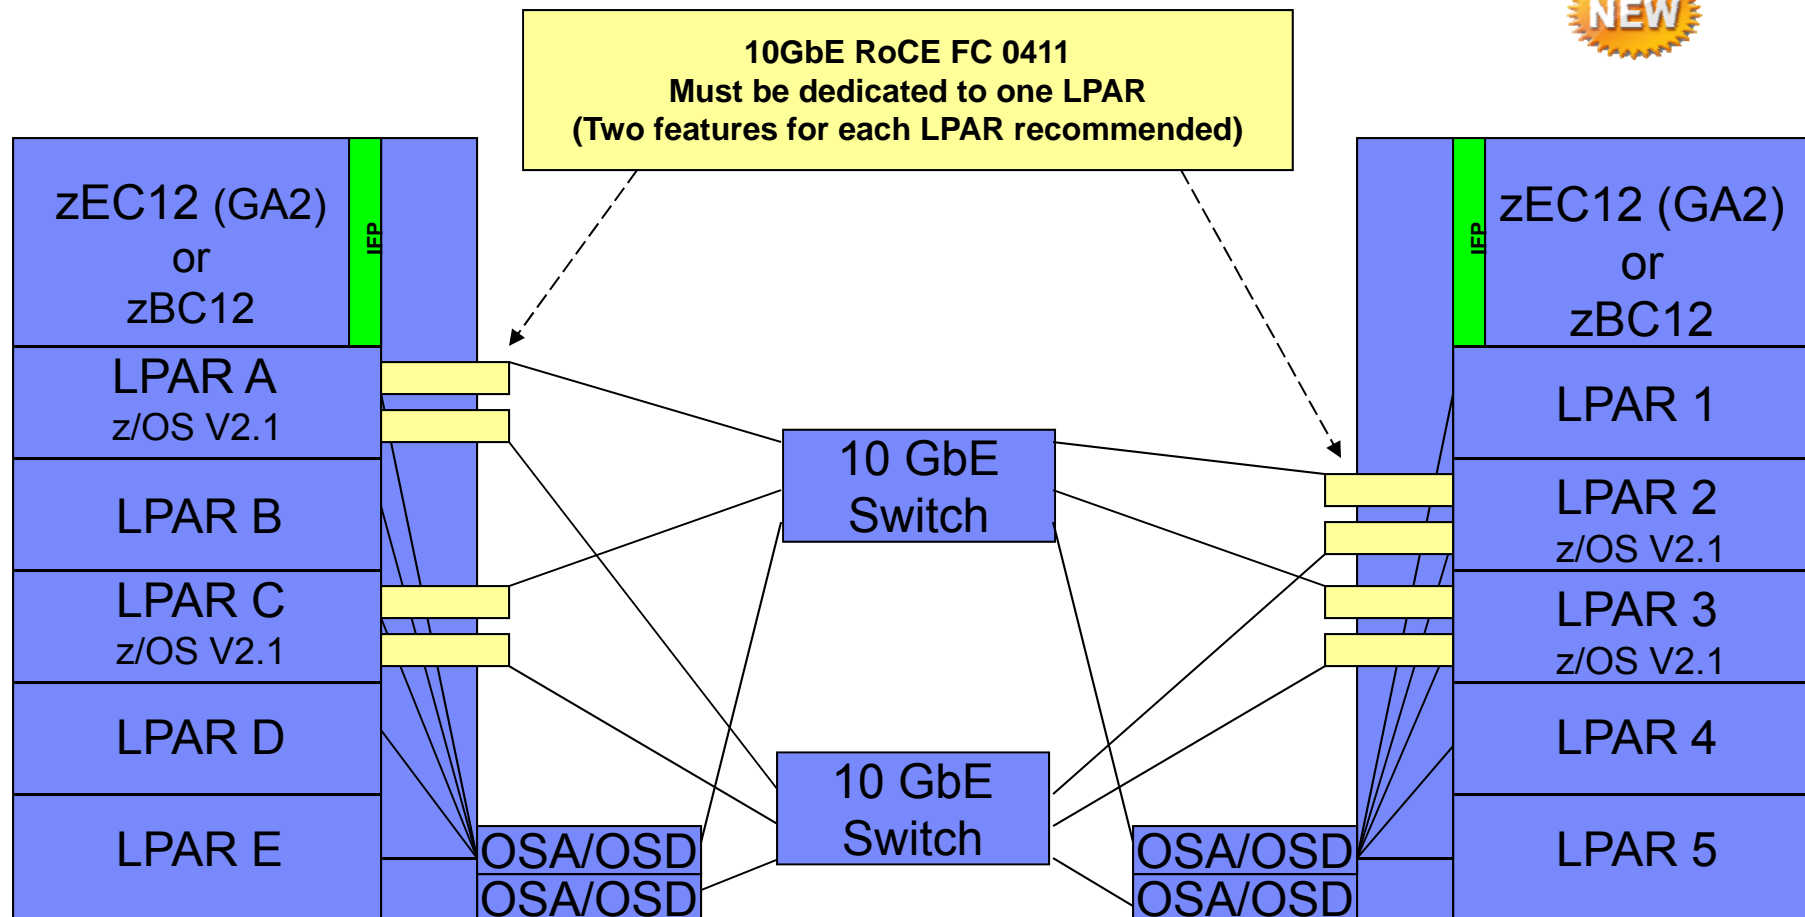 NEW
10GbE RoCE FC 0411
Must be dedicated to one LPAR
(Two features for each LPAR recommended)
zEC12 (GA2)
or
zBC12
IFP
LPAR A
z/OS V2.1
LPAR B
LPAR C
z/OS V2.1
LPAR D
LPAR E
OSA/OSD
OSA/OSD
10 GbE
Switch
10 GbE
Switch
IFP
zEC12 (GA2)
or
zBC12
LPAR 1
LPAR 2
z/OS V2.1
LPAR 3
z/OS V2.1
LPAR 4
LPAR 5
OSA/OSD
OSA/OSD